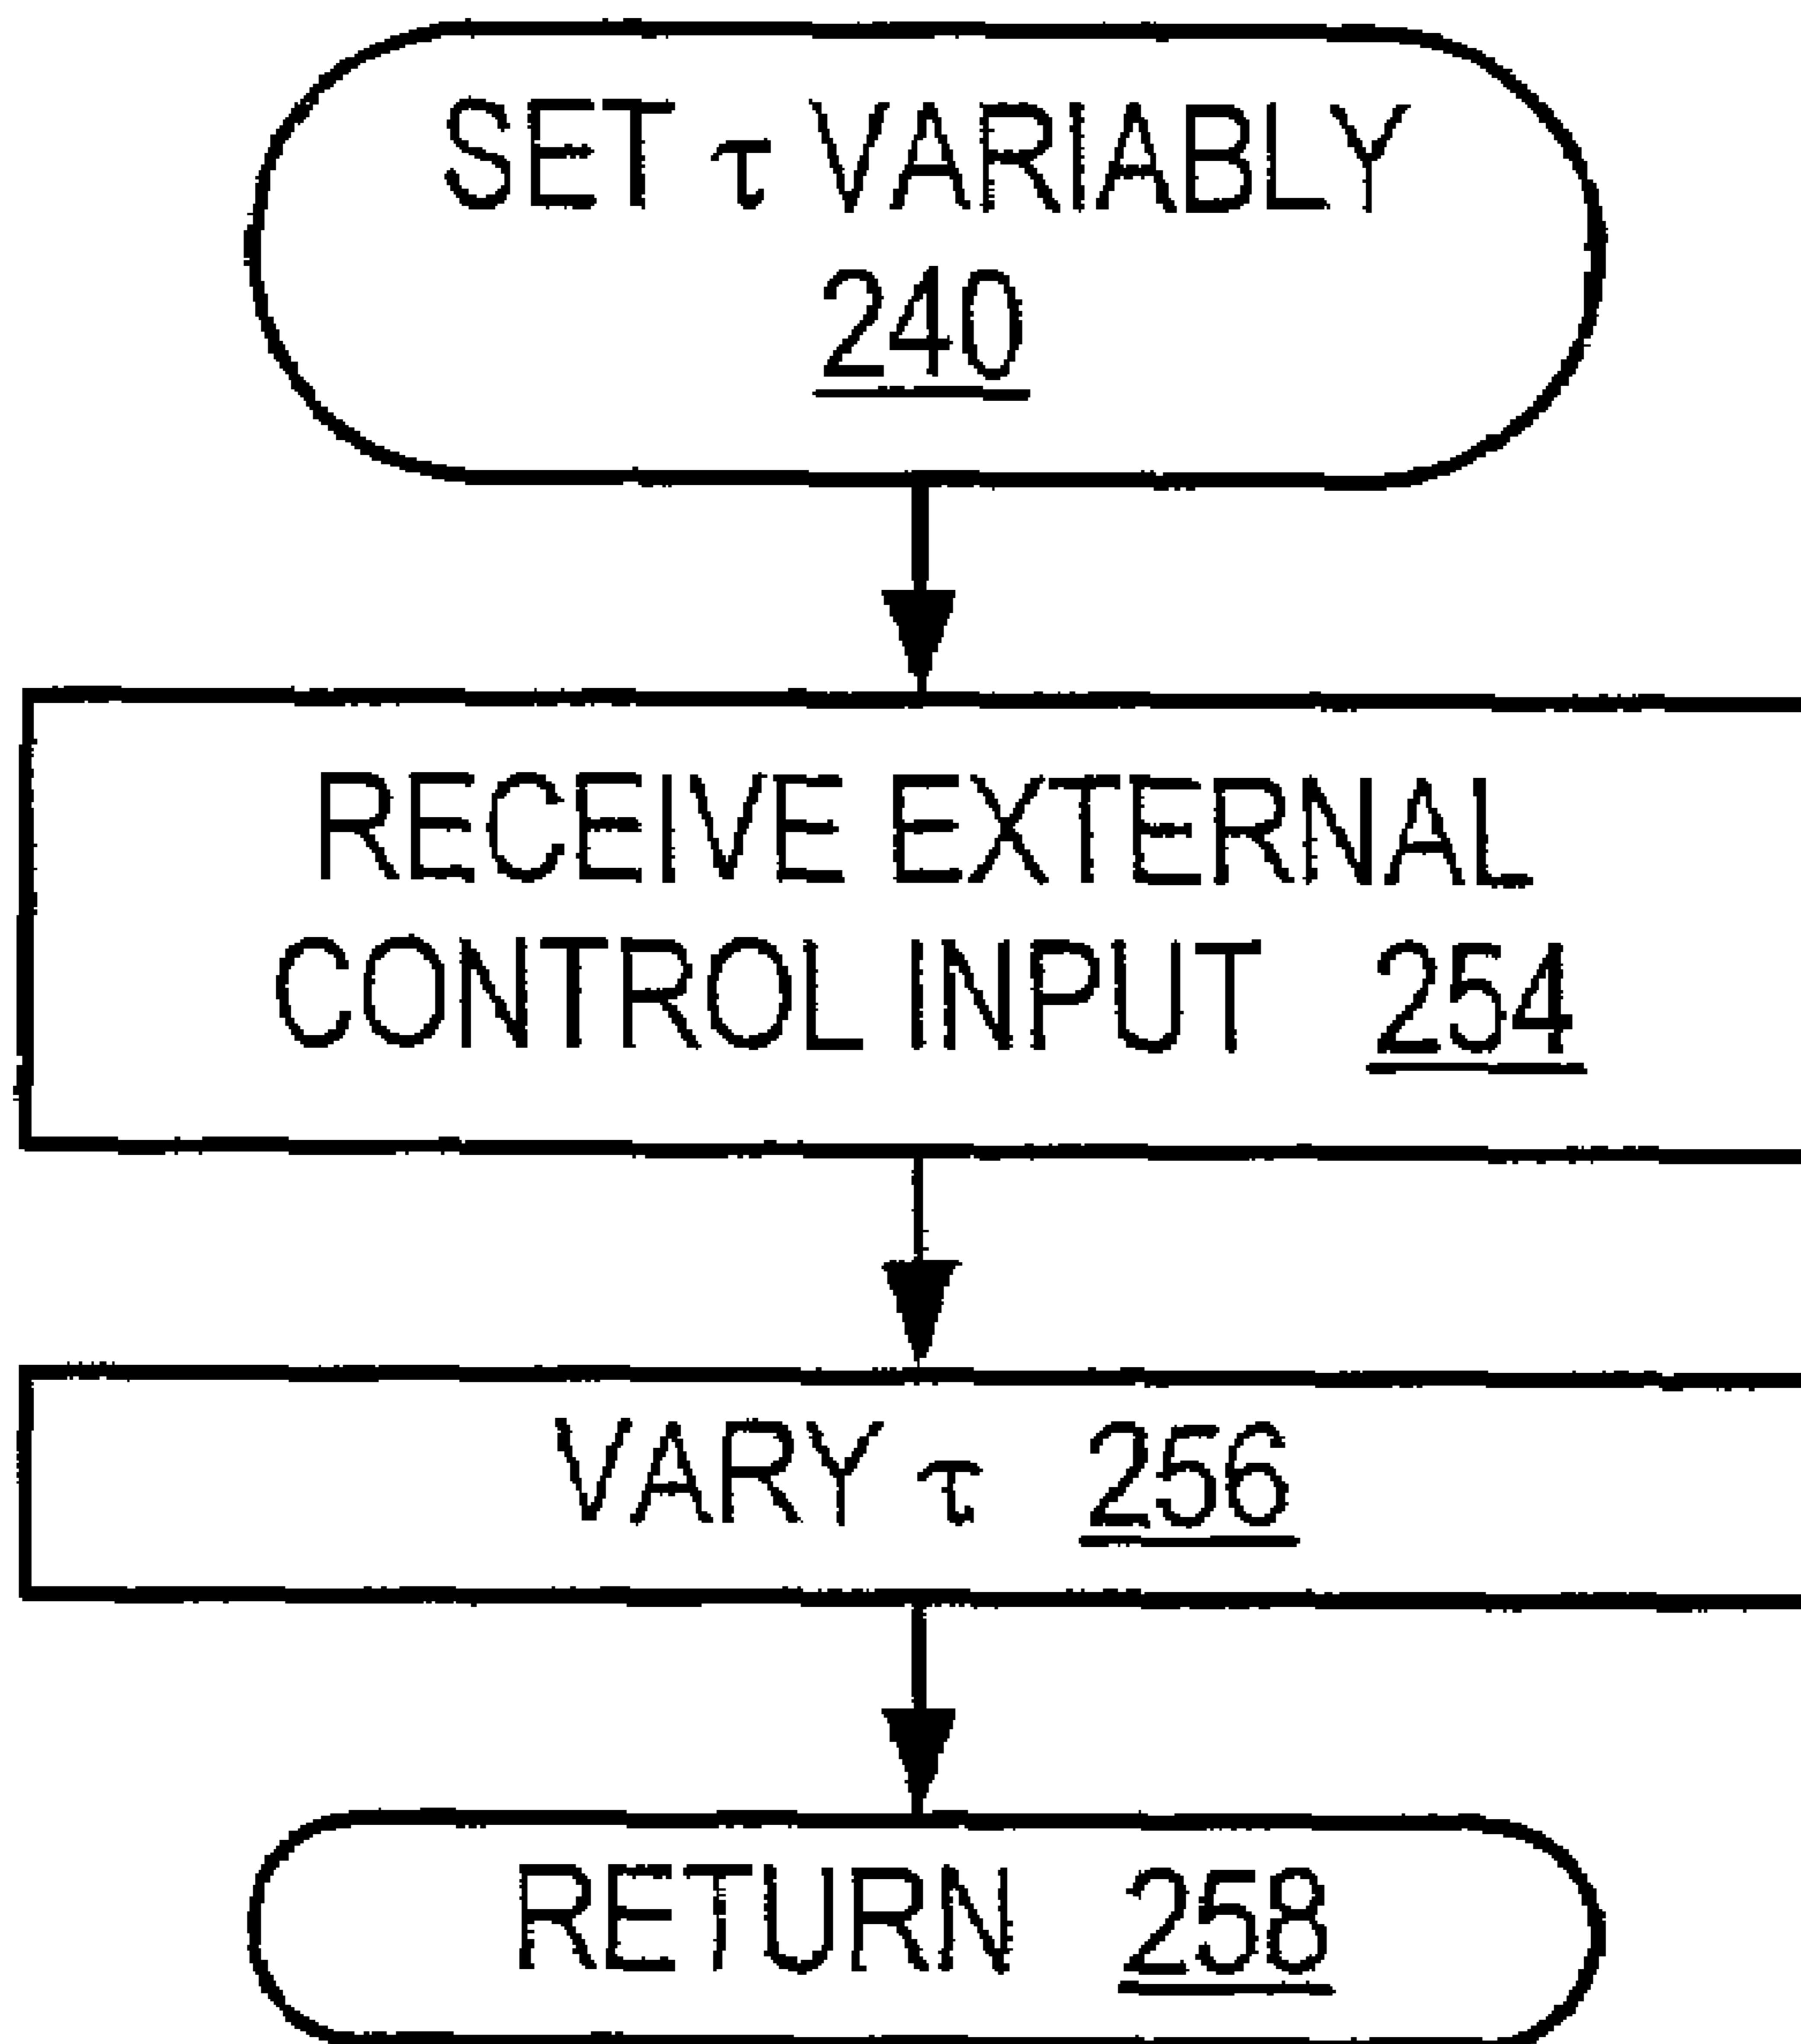 SET τ VARIABLY
240
RECEIVE EXTERNAL
CONTROL INPUT 254
VARY τ 256
RETURN 258